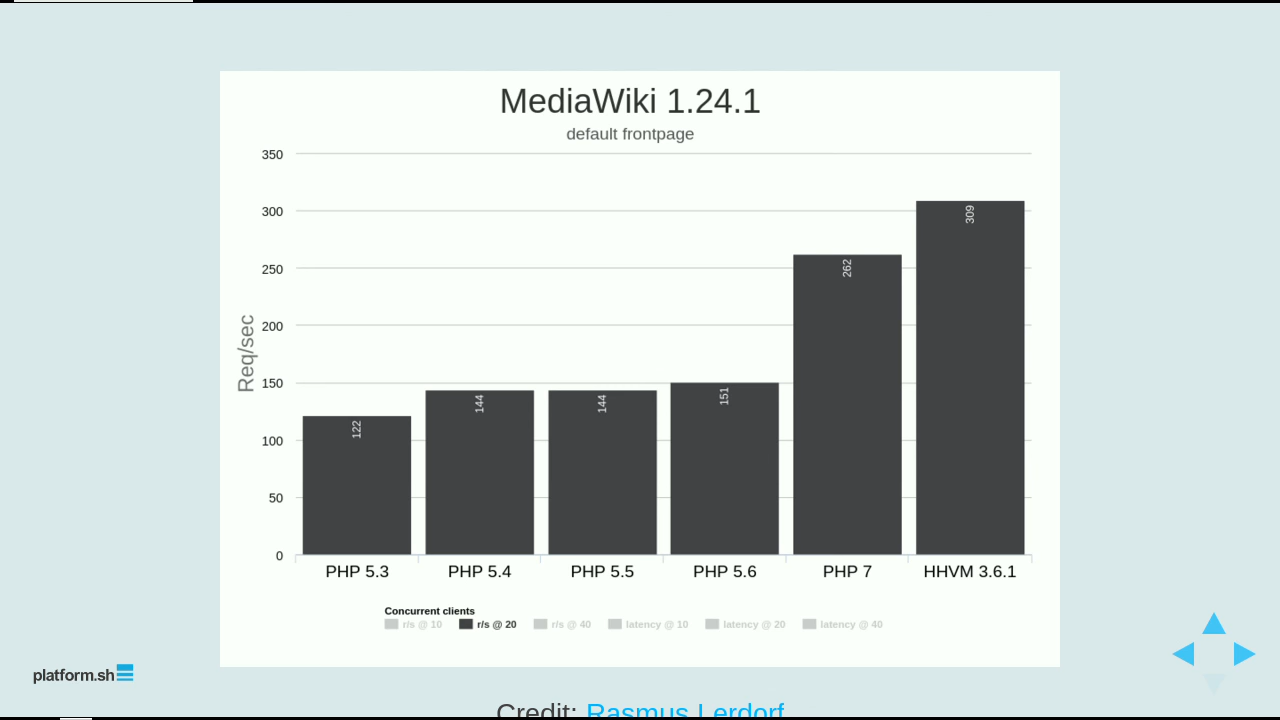 MediaWiki 1.24.1
default frontpage
350
300
250
200
150
100
50
0
Req/sec
122
144
144
151
262
309
PHP 5.3
PHP 5.4
PHP 5.5
PHP 5.6
PHP 7
HHVM 3.6.1
Concurrent clients
r/s @ 10 r/s @ 20 r/s @ 40 latency @ 10 latency @ 20 latency @ 40
platform.sh
Credit: Rasmus Lerdorf